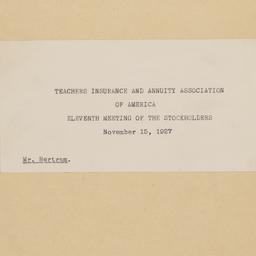 TEACHERS INSURANCE AND ANNUITY ASSOCIATION
OF AMERICA
ELEVENTH MEETING OF THE STOCKHOLDERS
November 15, 1927
Mr. Bertram.